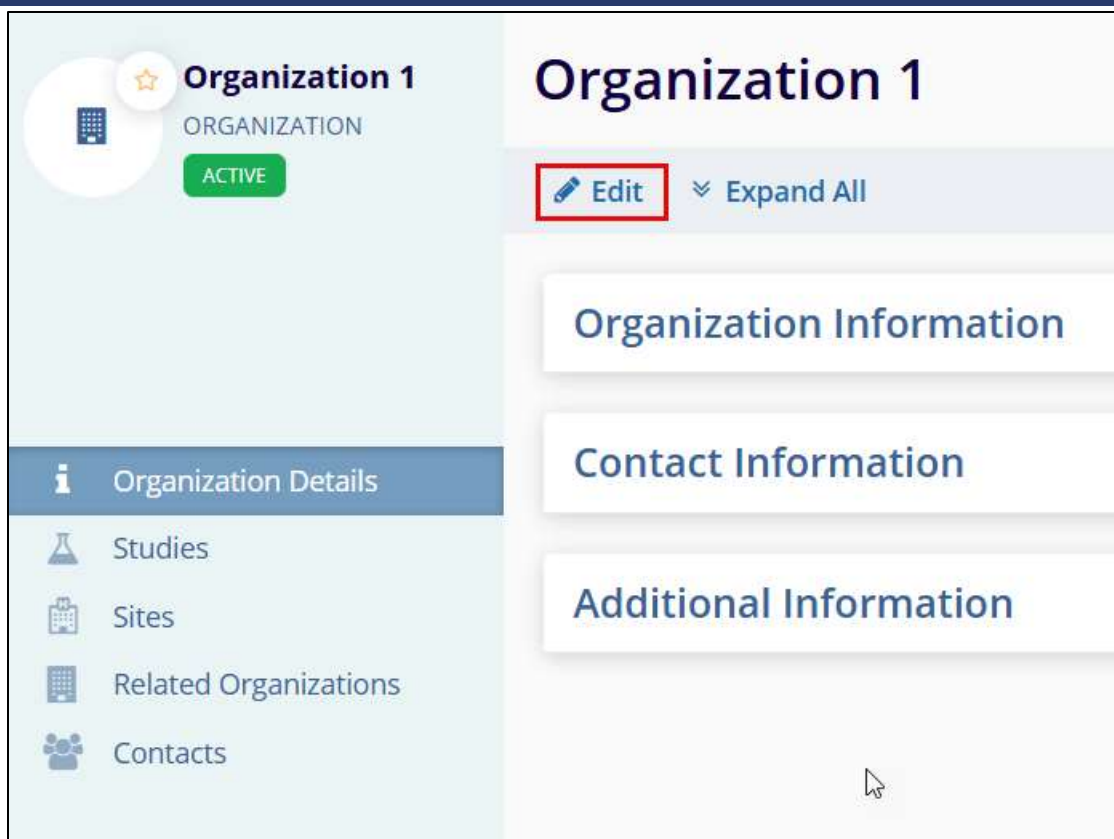 Organization 1
ORGANIZATION
ACTIVE
Organization Details
Studies
Sites
Related Organizations
Contacts
Organization 1
Edit Expand All
Organization Information
Contact Information
Additional Information